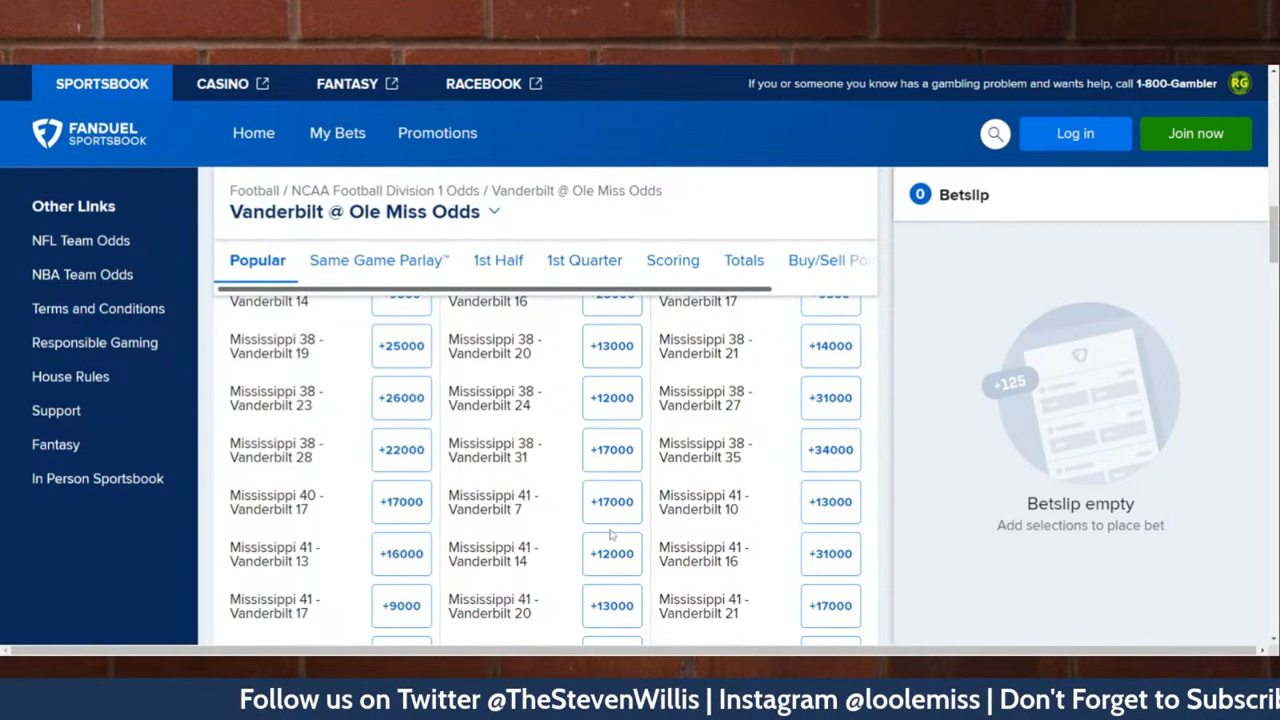 SPORTSBOOK CASINO FANTASY RACEBOOK If you or someone you know has a gambling problem and wants help, call 1-800-Gambler RG
FANDUEL
SPORTSBOOK
Home My Bets Promotions Log in Join now
Other LInks
NFL Team Odds
NBA Team Odds
Terms and Conditions
Responsible Gaming
House Rules
Support
Fantasy
In Person Sportsbook
Football / NCAA Football Division 1 Odds / Vanderbilt @ Ole Miss Odds
Vanderbilt @ Ole Miss Odds
Popular Same Game Parlay™ 1st Half 1st Quarter Scoring Totals Buy/Sell
Vanderbilt 14 Vanderbilt 16 Vanderbilt 17
Mississippi 38 - Mississippi 38 - Mississippi 38 -
Vanderbilt 19 +25000 Vanderbilt 20 +13000 Vanderbilt 21 +14000
Mississippi 38 - Mississippi 38 - Mississippi 38 -
Vanderbilt 23 +26000 Vanderbilt 24 +12000 Vanderbilt 27 +31000
Mississippi 38 - Mississippi 38 - Mississippi 38 -
Vanderbilt 28 +22000 Vanderbilt 31 +17000 Vanderbilt 35 +34000
Mississippi 40 - Mississippi 41 - Mississippi 41 -
Vanderbilt 17 +17000 Vanderbilt 7 +17000 Vanderbilt 10 +13000
Mississippi 41 - Mississippi 41 - Mississippi 41 -
Vanderbilt 13 +16000 Vanderbilt 14 +12000 Vanderbilt 16 +31000
Mississippi 41 - Mississippi 41 - Mississippi 41 -
Vanderbilt 17 +9000 Vanderbilt 20 +13000 Vanderbilt 21 +17000
0 Betslip
+125
Betslip empty
Add selections to place bet
Follow us on Twitter @TheStevenWillis | Instagram @loolemiss | Don't Forget to Subscri